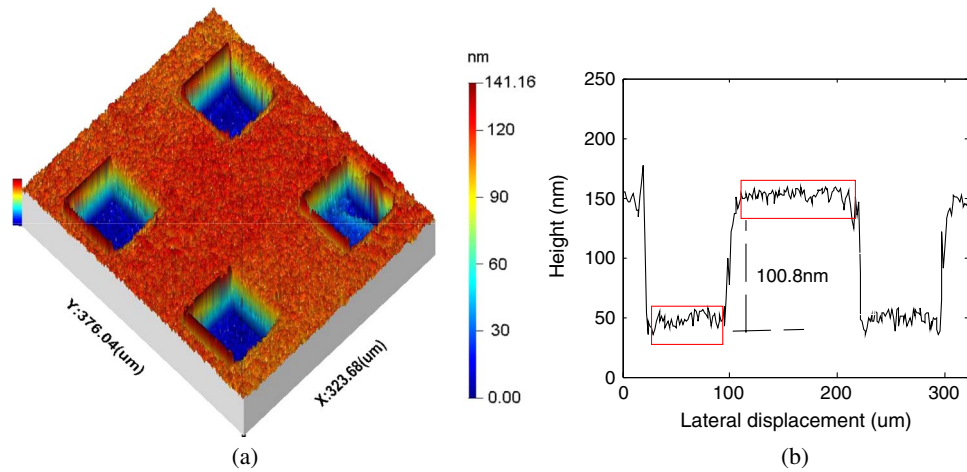 nm
141.16
120
90
60
30
0.00
Y:376.04(um)
X:323.68(um)
(a)
250
200
150
100
50
0
Height (nm)
100.8nm
0
100
200
300
Lateral displacement (um)
(b)